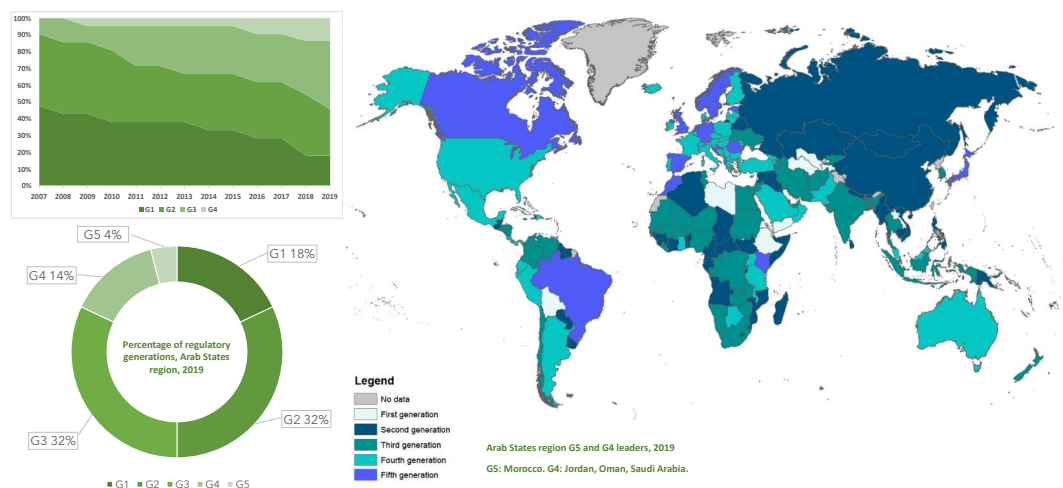 100%
90%
80%
70%
60%
50%
40%
30%
20%
10%
0%
2007 2008 2009 2010 2011 2012 2013 2014 2015 2016 2017 2018 2019
G1 G2 G3 G4
G5 4%
G4 14%
G1 18%
Percentage of regulatory
generations, Arab States
region, 2019
G3 32%
G2 32%
G1 G2 G3 G4 G5
Legend
No data
First generation
Second generation
Third generation
Fourth generation
Fifth generation
Arab States region G5 and G4 leaders, 2019
G5: Morocco. G4: Jordan, Oman, Saudi Arabia.